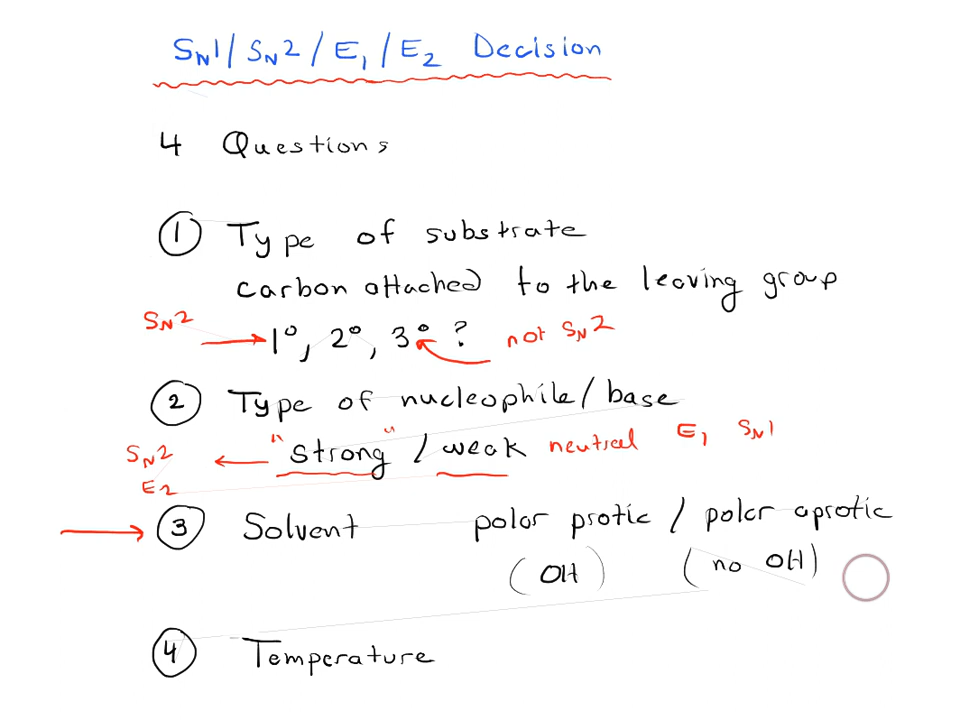 SN1/SN2/E1/E2 Decision
4 Questions
1 Type of substrate
carbon attached to the leaving group
SN2 1°, 2°, 3° ? not SN2
2 Type of nucleophile/base
SN2 "strong" / weak neutral E1 SN1
E2
3 Solvent polar protic / polar aprotic
(OH) (no OH)
4 Temperature